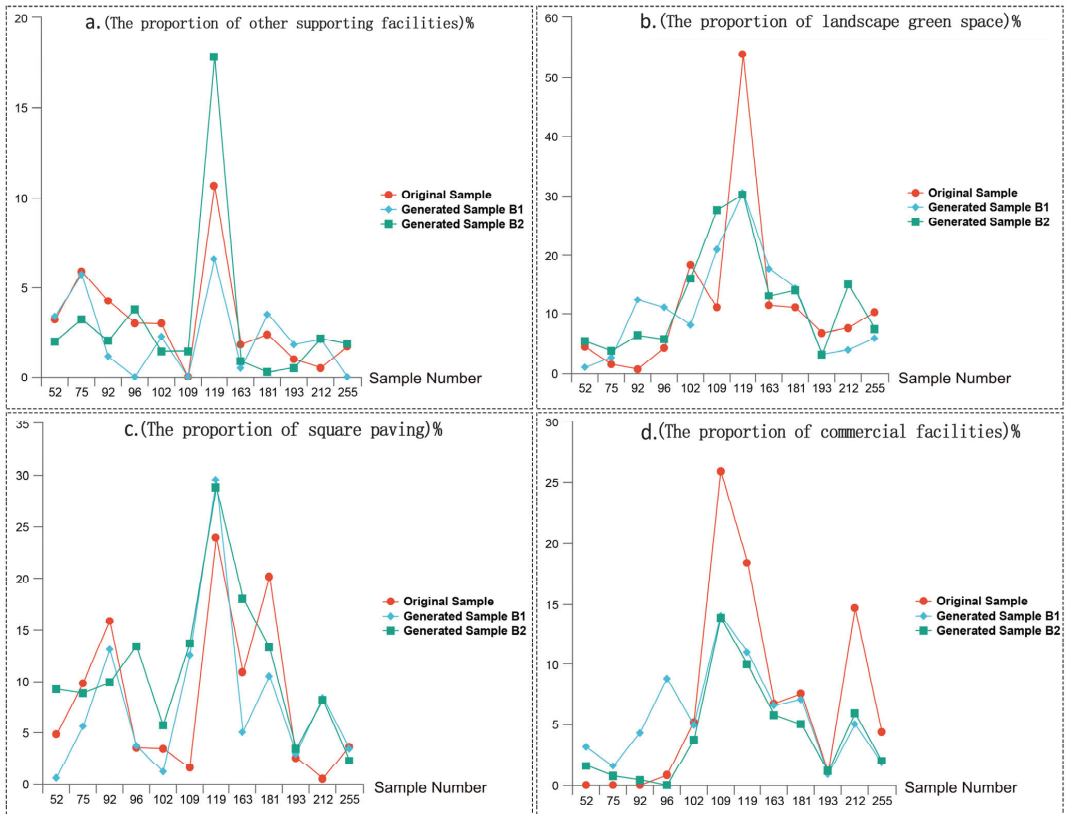 a.(The proportion of other supporting facilities)%
20
15
10
5
0
Original Sample
Generated Sample B1
Generated Sample B2
52 75 92 96 102 109 119 163 181 193 212 255
Sample Number
b.(The proportion of landscape green space)%
60
50
40
30
20
10
0
Original Sample
Generated Sample B1
Generated Sample B2
52 75 92 96 102 109 119 163 181 193 212 255
Sample Number
c.(The proportion of square paving)%
35
30
25
20
15
10
5
0
Original Sample
Generated Sample B1
Generated Sample B2
52 75 92 96 102 109 119 163 181 193 212 255
Sample Number
d.(The proportion of commercial facilities)%
30
25
20
15
10
5
0
Original Sample
Generated Sample B1
Generated Sample B2
52 75 92 96 102 109 119 163 181 193 212 255
Sample Number